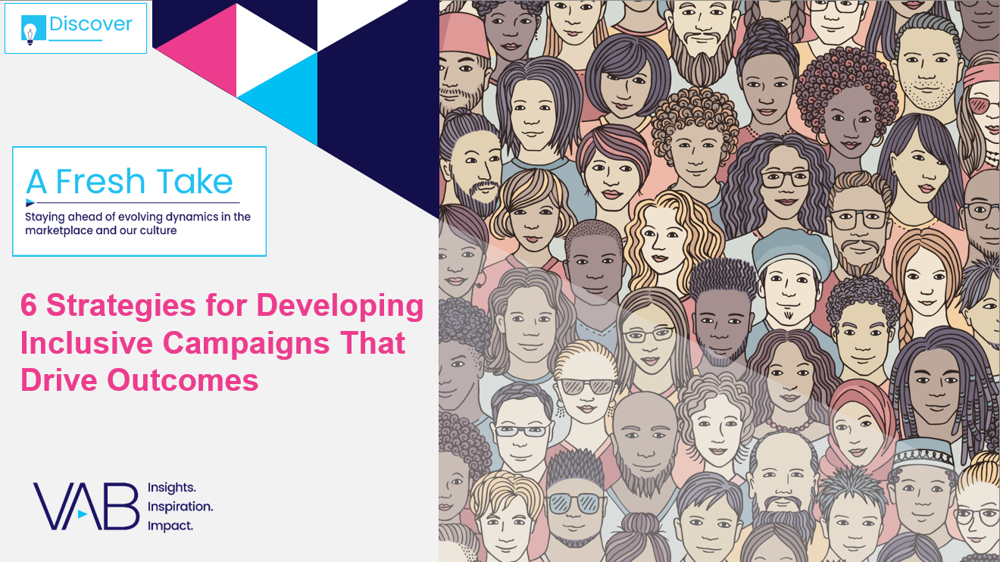 Discover
A Fresh Take
Staying ahead of evolving dynamics in the
marketplace and our culture
6 Strategies for Developing
Inclusive Campaigns That
Drive Outcomes
VAB
Insights.
Inspiration.
Impact.